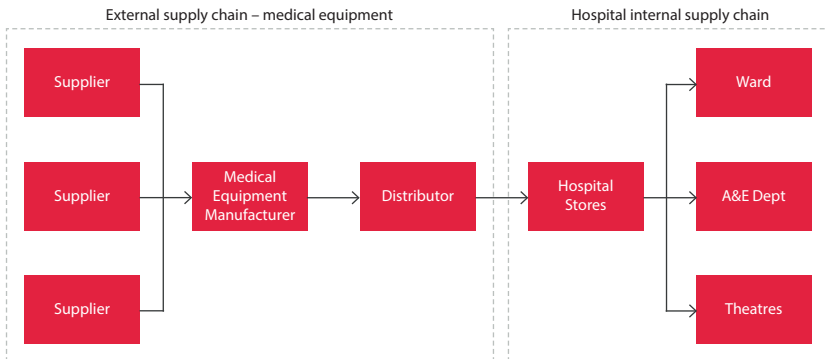 External supply chain – medical equipment
Hospital internal supply chain
Supplier
Ward
Supplier
Medical
Equipment
Manufacturer
Distributor
Hospital
Stores
A&E Dept
Supplier
Theatres